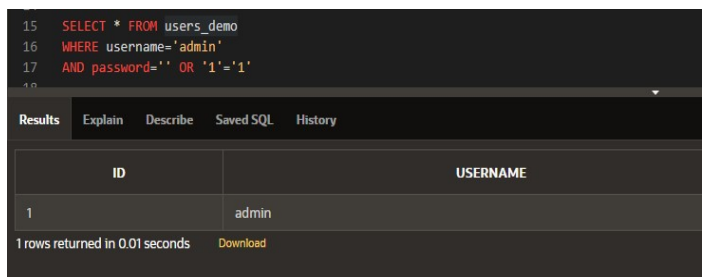 15 SELECT * FROM users_demo
16 WHERE username='admin'
17 AND password='' OR '1'='1'
18
Results Explain Describe Saved SQL History
ID USERNAME
1 admin
1 rows returned in 0.01 seconds Download